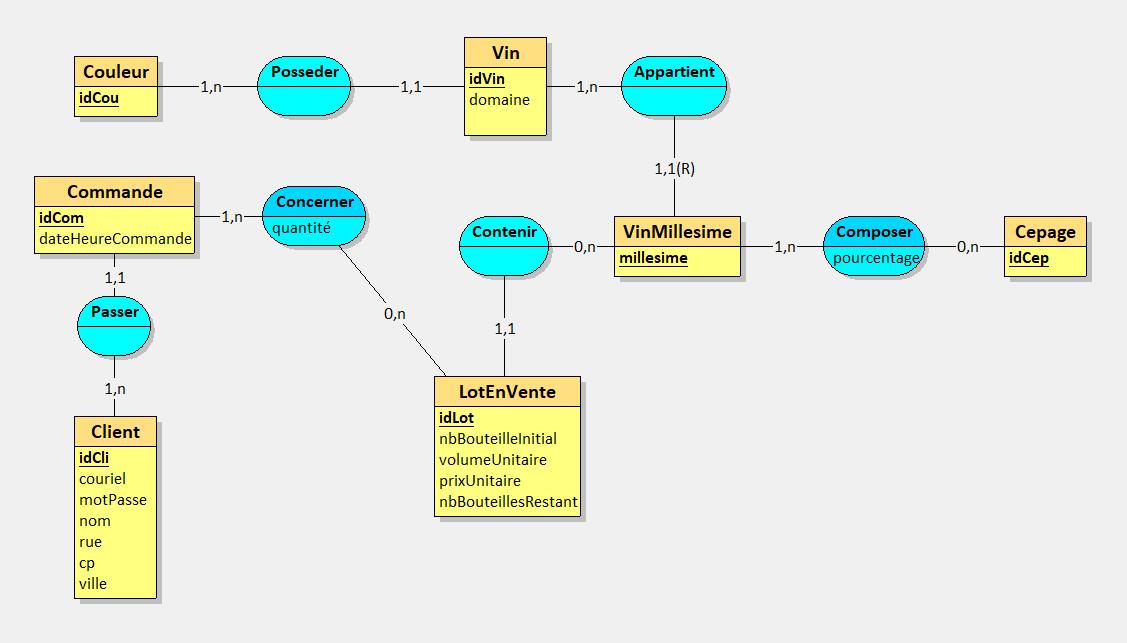 Couleur
idCou
1,n
Posseder
1,1
Vin
idVin
domaine
1,n
Appartient
1,1(R)
Commande
idCom
dateHeureCommande
1,n
Concerner
quantité
0,n
Contenir
0,n
VinMillesime
millesime
1,n
Composer
pourcentage
0,n
Cepage
idCep
1,1
Passer
1,n
1,1
Client
idCli
couriel
motPasse
nom
rue
cp
ville
LotEnVente
idLot
nbBouteilleInitial
volumeUnitaire
prixUnitaire
nbBouteillesRestant